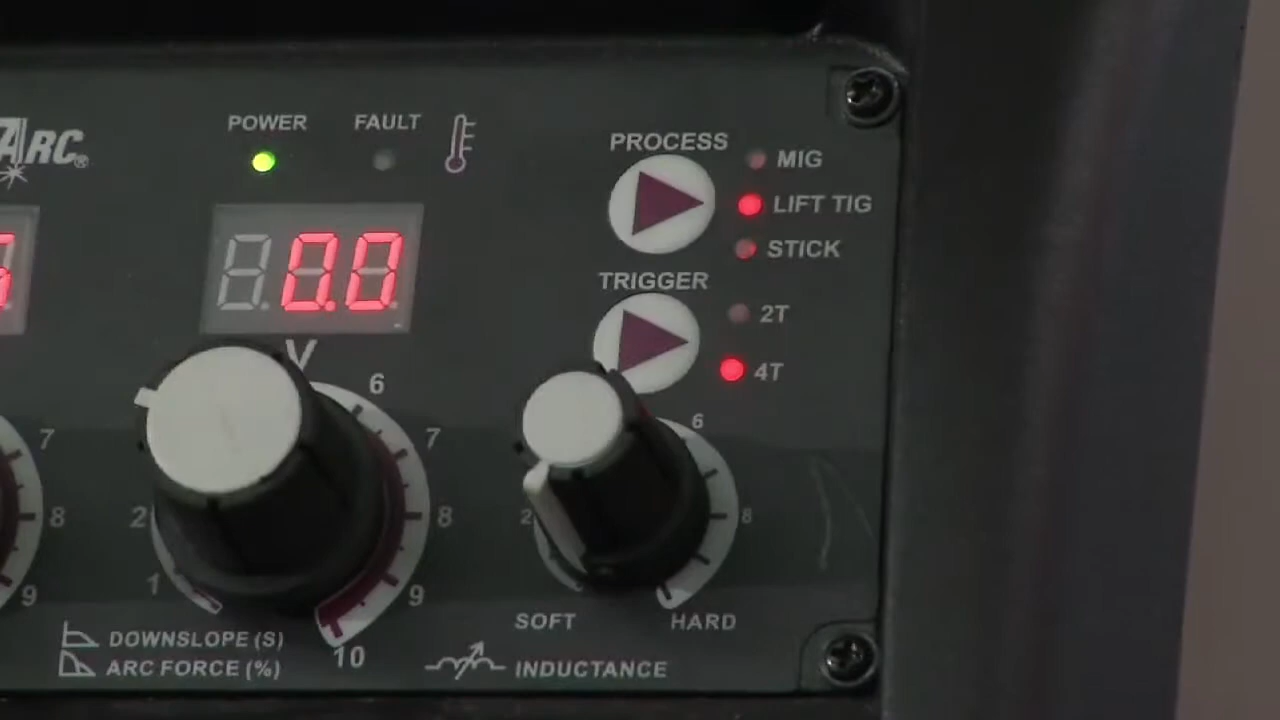 ARC®
POWER
FAULT
PROCESS
MIG
LIFT TIG
STICK
0.0
TRIGGER
2T
4T
V
6
7
8
9
10
2
1
7
8
9
6
8
2
SOFT
HARD
DOWNSLOPE (S)
ARC FORCE (%)
INDUCTANCE